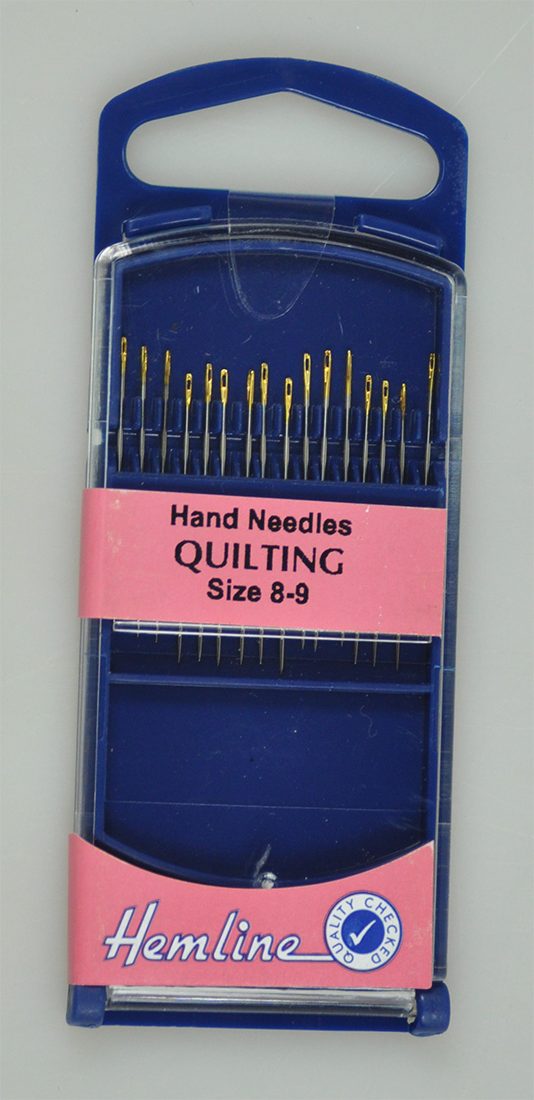 Hand Needles
QUILTING
Size 8-9
Hemline
QUALITY CHECKED